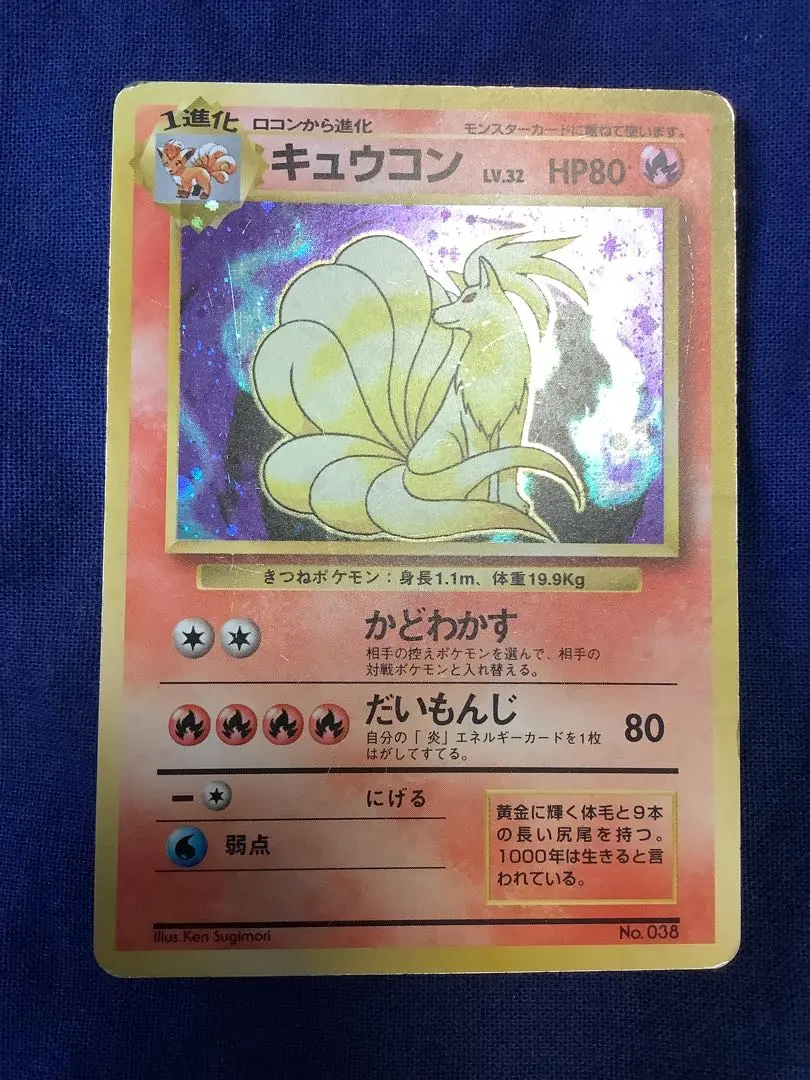 1進化 ロコンから進化 モンスターカードに重ねて使います。
キュウコン LV.32 HP80
きつねポケモン：身長1.1m、体重19.9Kg
かどわかす
相手の控えポケモンを選んで、相手の
対戦ポケモンと入れ替える。
だいもんじ 80
自分の「炎」エネルギーカードを1枚
はがしてすてる。
ー にげる
弱点
黄金に輝く体毛と9本
の長い尻尾を持つ。
1000年は生きると言
われている。
Illus.Ken Sugimori No.038